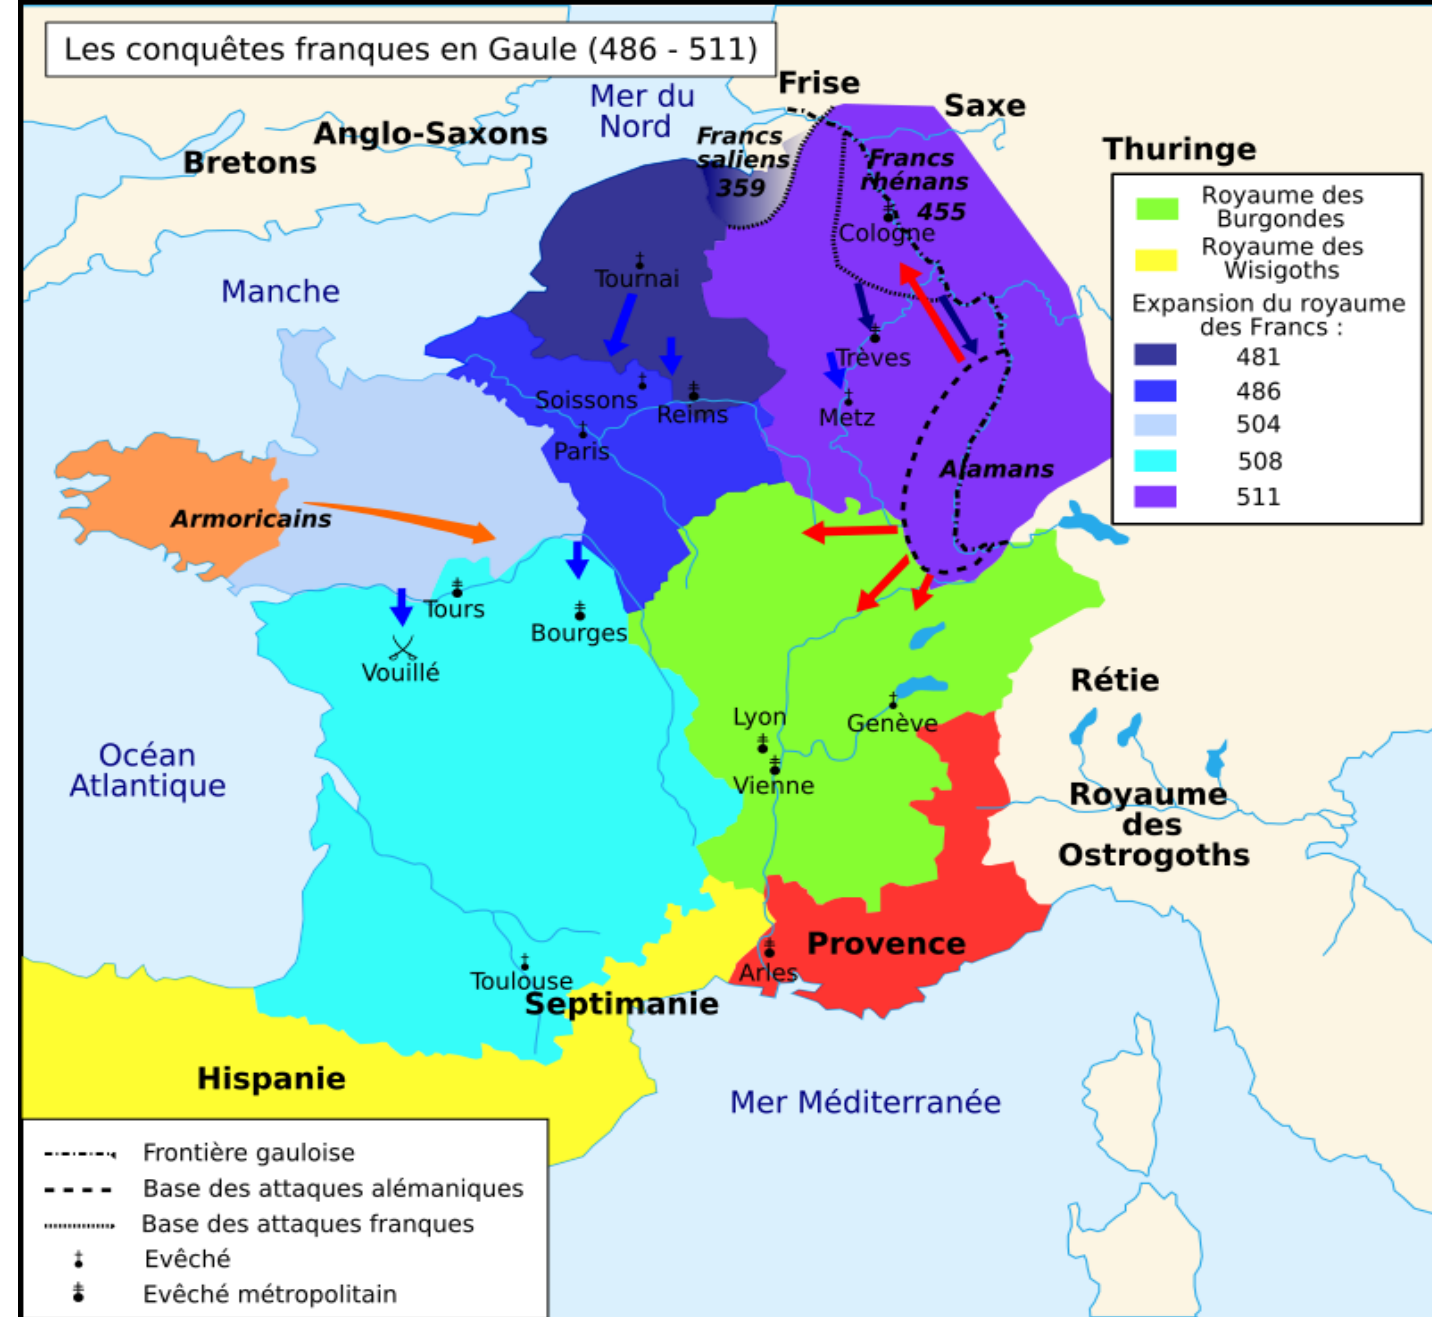 Les conquêtes franques en Gaule (486 - 511)
Frise
Saxe
Mer du
Nord
Anglo-Saxons
Bretons
Francs
saliens
359
Francs
rhénans
455
Thuringe
Royaume des
Burgondes
Royaume des
Wisigoths
Expansion du royaume
des Francs :
481
486
504
508
511
Cologne
Tournai
Manche
Trèves
Soissons
Reims
Metz
Paris
Alamans
Armoricains
Tours
Bourges
Vouillé
Rétie
Lyon
Genève
Océan
Atlantique
Vienne
Royaume
des
Ostrogoths
Provence
Arles
Toulouse
Septimanie
Hispanie
Mer Méditerranée
Frontière gauloise
Base des attaques alémaniques
Base des attaques franques
Evêché
Evêché métropolitain